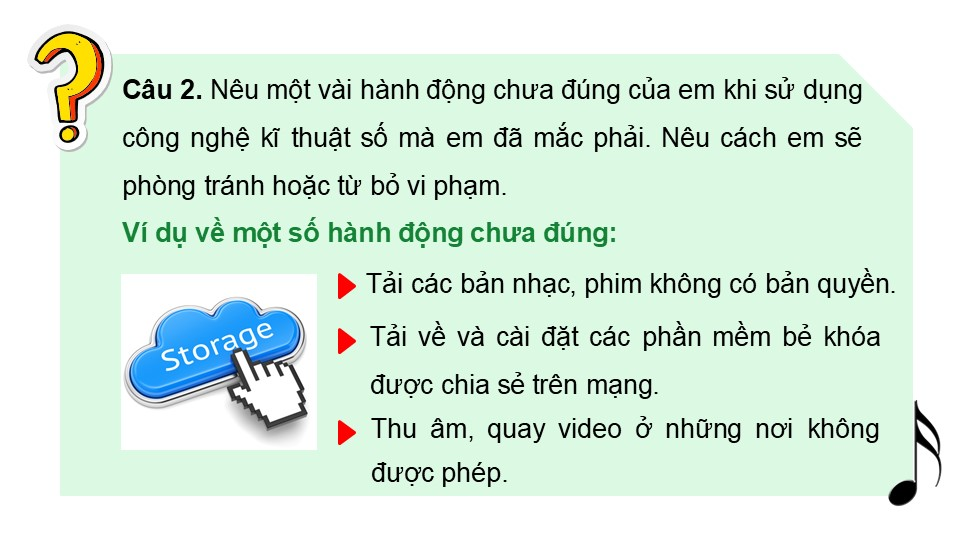 Câu 2. Nêu một vài hành động chưa đúng của em khi sử dụng
công nghệ kĩ thuật số mà em đã mắc phải. Nêu cách em sẽ
phòng tránh hoặc từ bỏ vi phạm.
Ví dụ về một số hành động chưa đúng:
Tải các bản nhạc, phim không có bản quyền.
Storage
Tải về và cài đặt các phần mềm bẻ khóa
được chia sẻ trên mạng.
Thu âm, quay video ở những nơi không
được phép.